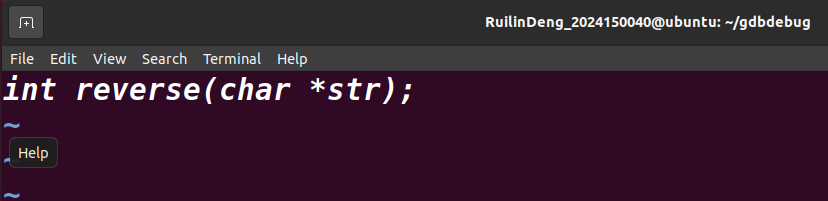 RuilinDeng_2024150040@ubuntu: ~/gdbdebug
File Edit View Search Terminal Help
int reverse(char *str);
~
~
Help
~